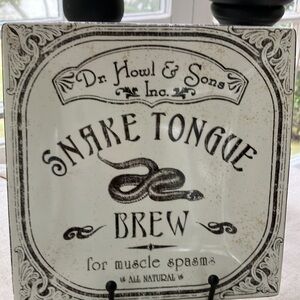 Dr. Howl & Sons
Inc.
SNAKE TONGUE
BREW
for muscle spasms
ALL NATURAL